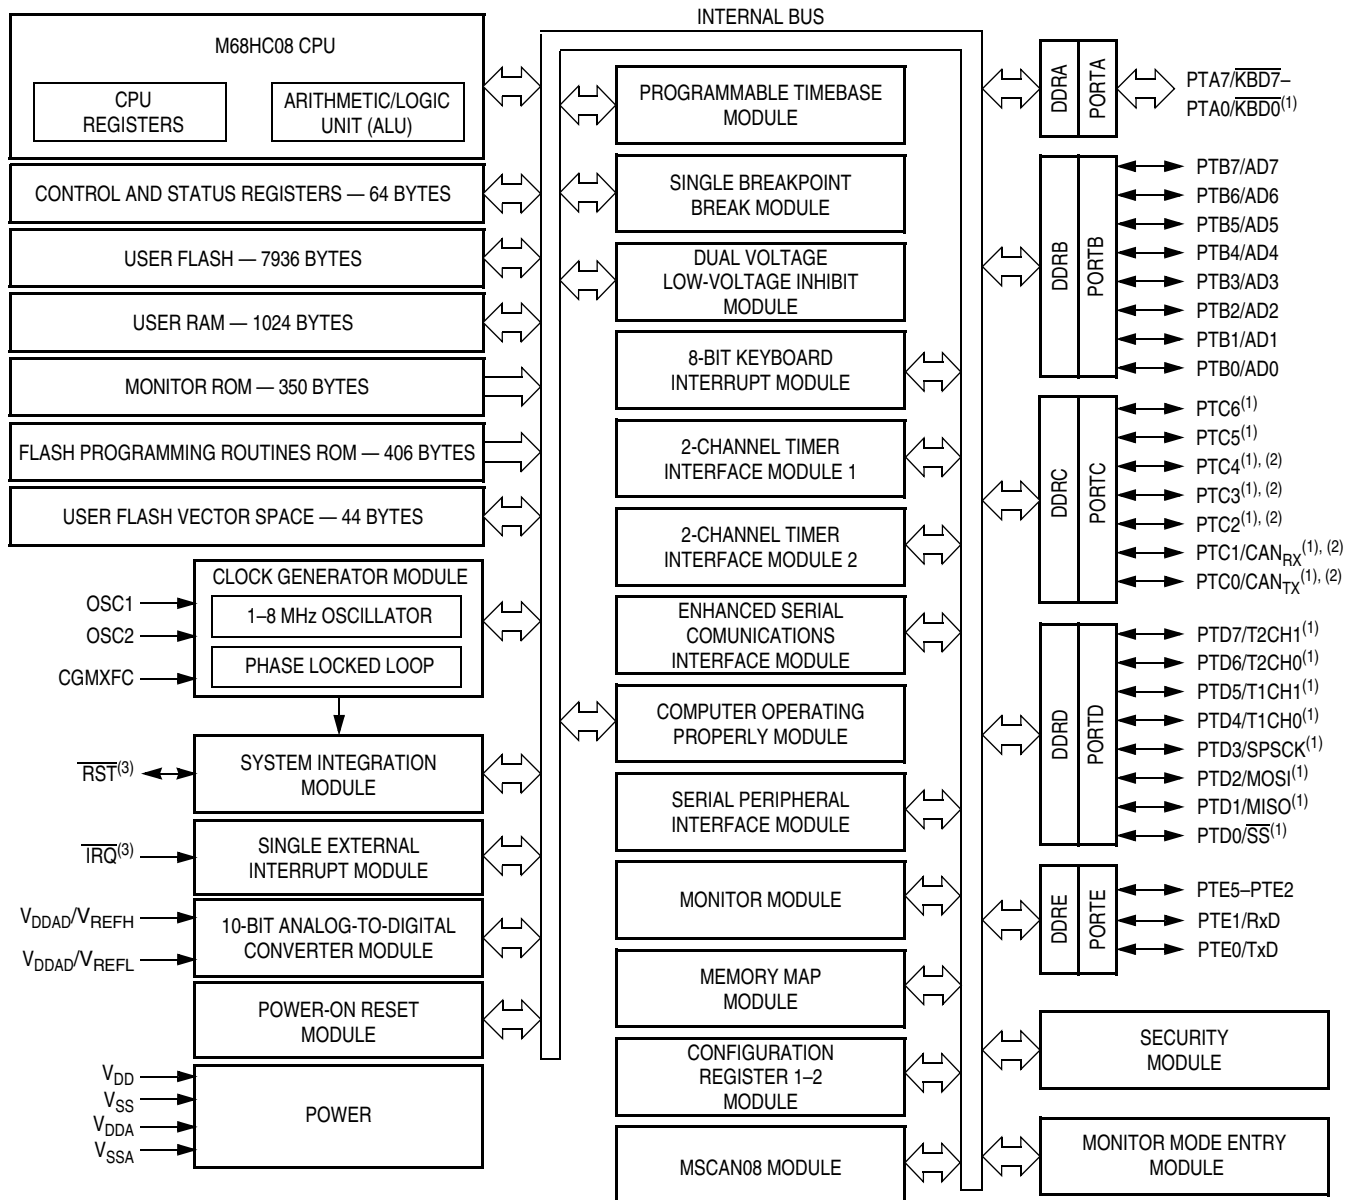 INTERNAL BUS
M68HC08 CPU
CPU
REGISTERS
ARITHMETIC/LOGIC
UNIT (ALU)
CONTROL AND STATUS REGISTERS — 64 BYTES
USER FLASH — 7936 BYTES
USER RAM — 1024 BYTES
MONITOR ROM — 350 BYTES
FLASH PROGRAMMING ROUTINES ROM — 406 BYTES
USER FLASH VECTOR SPACE — 44 BYTES
CLOCK GENERATOR MODULE
1–8 MHz OSCILLATOR
PHASE LOCKED LOOP
OSC1
OSC2
CGMXFC
SYSTEM INTEGRATION
MODULE
RST(3)
SINGLE EXTERNAL
INTERRUPT MODULE
IRQ(3)
10-BIT ANALOG-TO-DIGITAL
CONVERTER MODULE
VDDAD/VREFH
VDDAD/VREFL
POWER-ON RESET
MODULE
POWER
VDD
VSS
VDDA
VSSA
PROGRAMMABLE TIMEBASE
MODULE
SINGLE BREAKPOINT
BREAK MODULE
DUAL VOLTAGE
LOW-VOLTAGE INHIBIT
MODULE
8-BIT KEYBOARD
INTERRUPT MODULE
2-CHANNEL TIMER
INTERFACE MODULE 1
2-CHANNEL TIMER
INTERFACE MODULE 2
ENHANCED SERIAL
COMUNICATIONS
INTERFACE MODULE
COMPUTER OPERATING
PROPERLY MODULE
SERIAL PERIPHERAL
INTERFACE MODULE
MONITOR MODULE
MEMORY MAP
MODULE
CONFIGURATION
REGISTER 1–2
MODULE
MSCAN08 MODULE
DDRA
PORTA
PTA7/KBD7–
PTA0/KBD0(1)
DDRB
PORTB
PTB7/AD7
PTB6/AD6
PTB5/AD5
PTB4/AD4
PTB3/AD3
PTB2/AD2
PTB1/AD1
PTB0/AD0
DDRC
PORTC
PTC6(1)
PTC5(1)
PTC4(1), (2)
PTC3(1), (2)
PTC2(1), (2)
PTC1/CANRX(1), (2)
PTC0/CANTX(1), (2)
DDRD
PORTD
PTD7/T2CH1(1)
PTD6/T2CH0(1)
PTD5/T1CH1(1)
PTD4/T1CH0(1)
PTD3/SPSCK(1)
PTD2/MOSI(1)
PTD1/MISO(1)
PTD0/SS(1)
DDRE
PORTE
PTE5–PTE2
PTE1/RxD
PTE0/TxD
SECURITY
MODULE
MONITOR MODE ENTRY
MODULE